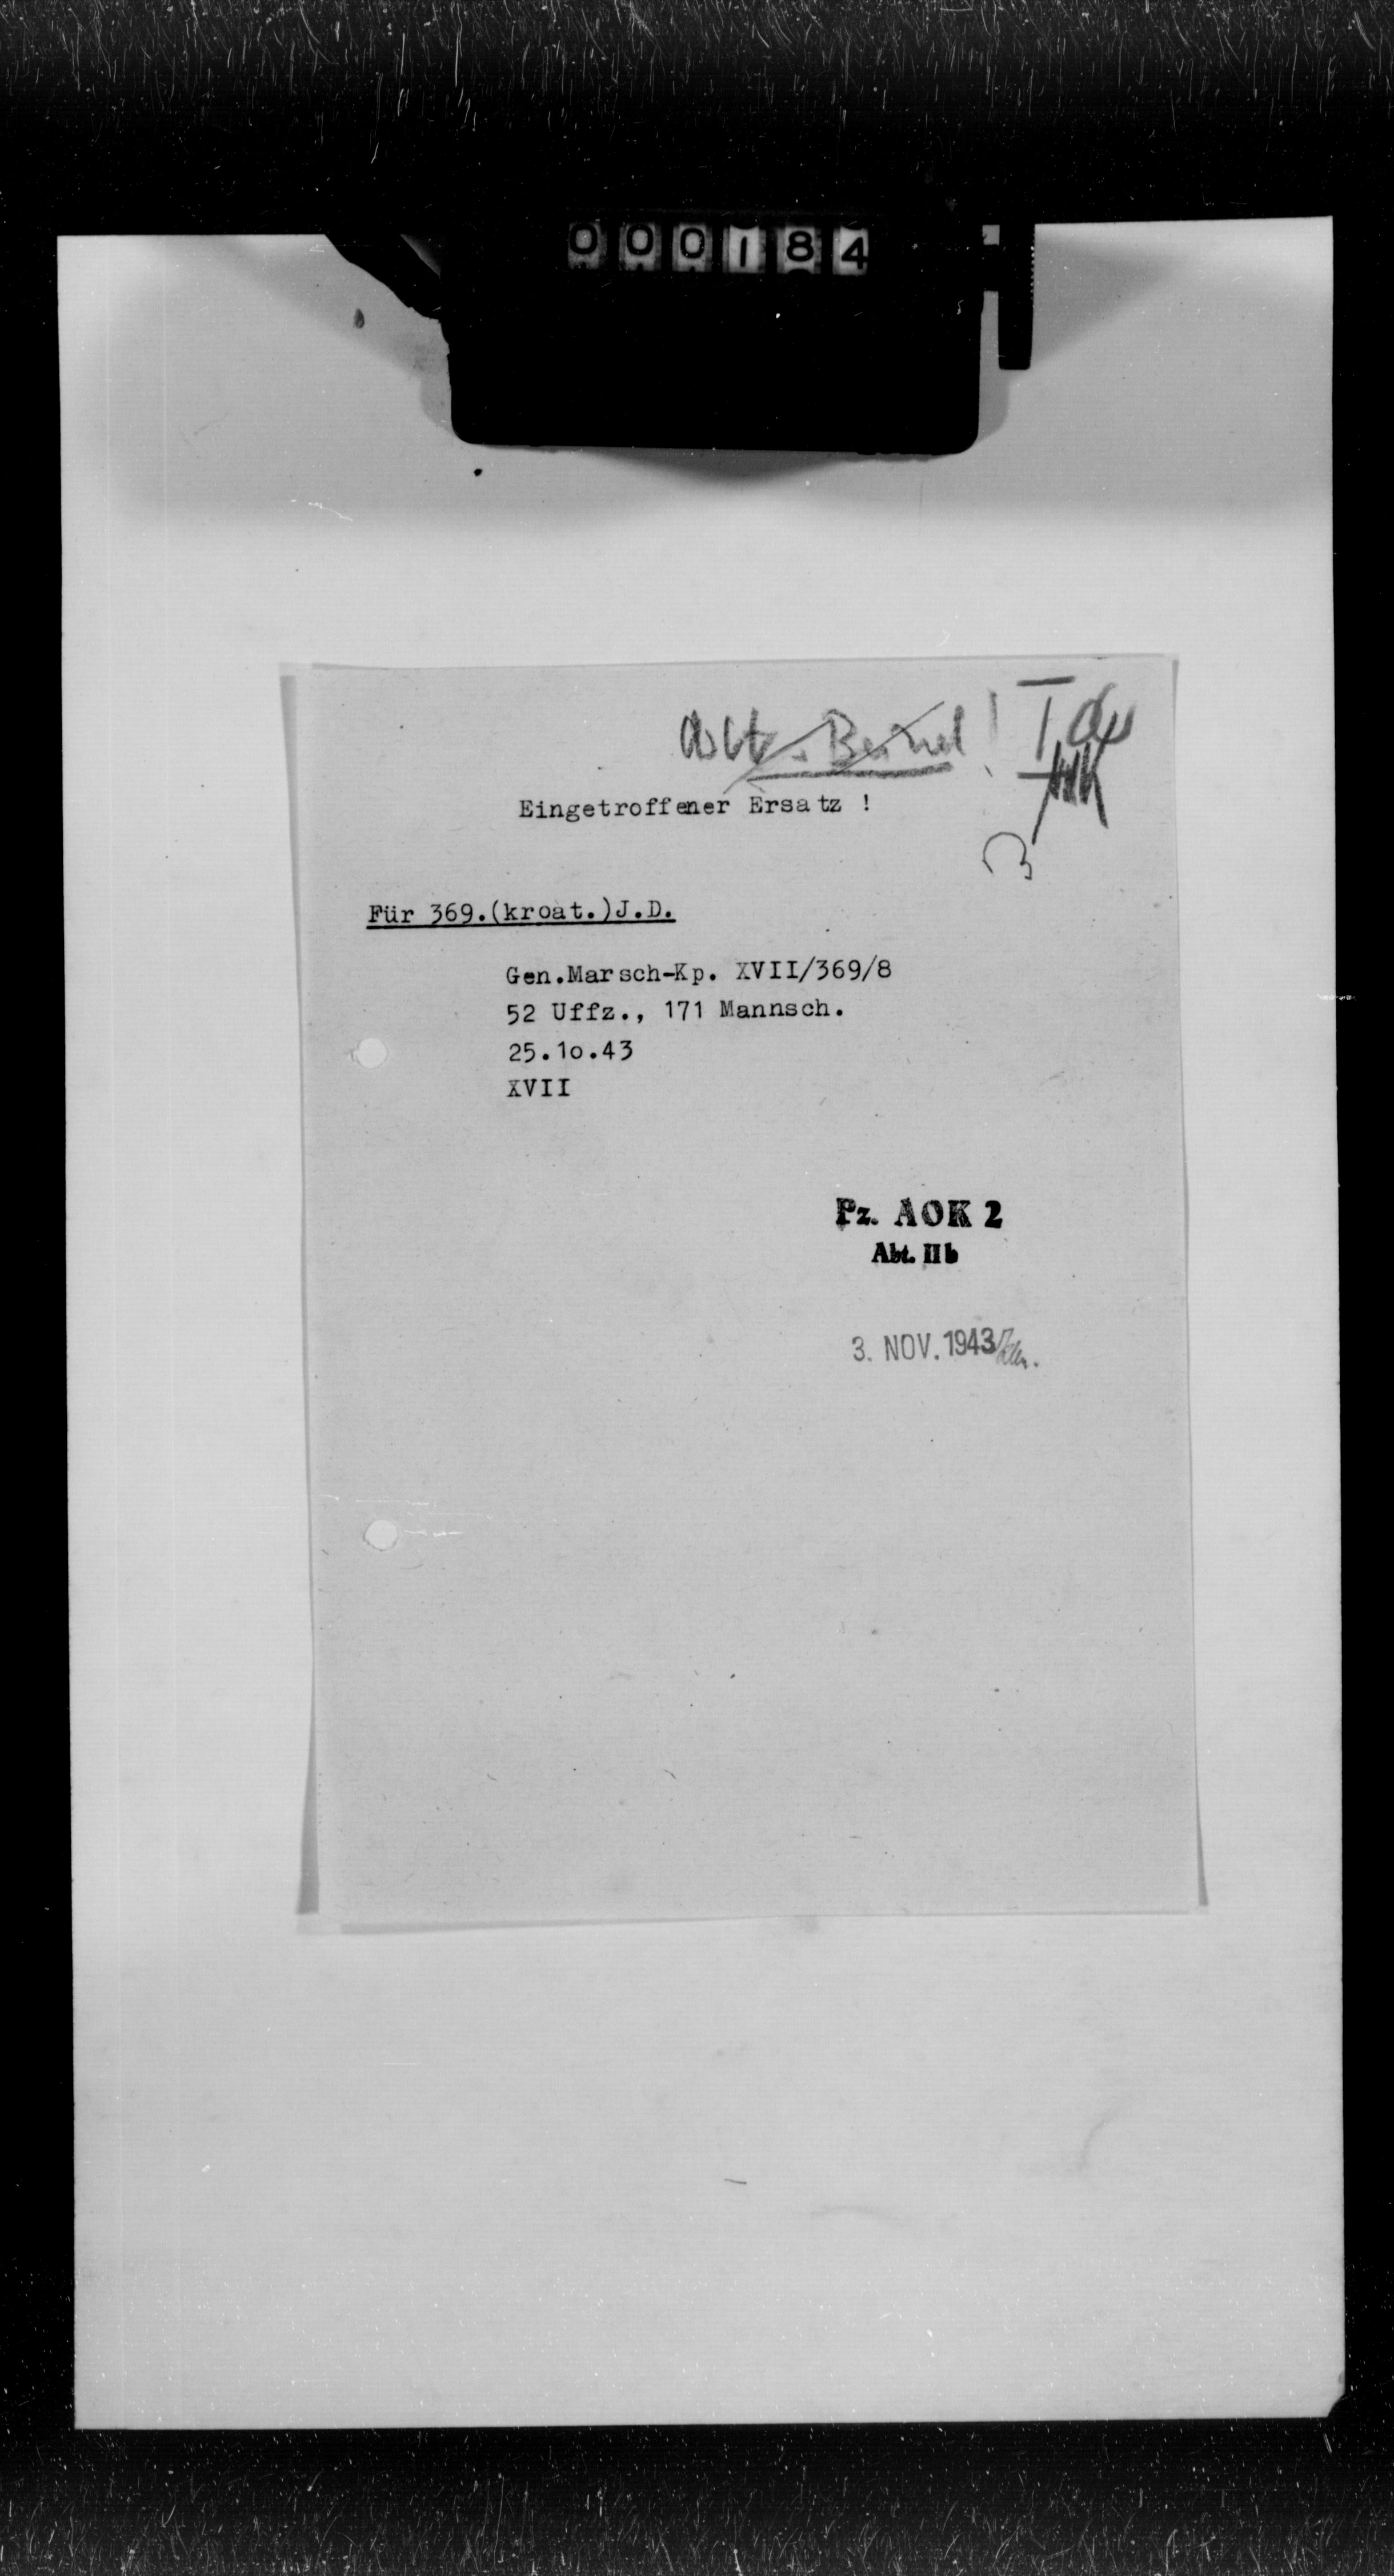 000184
Eingetroffener Ersatz !
Für 369.(kroat.)J.D.
Gen.Marsch-Kp. XVII/369/8
52 Uffz., 171 Mannsch.
25.1o.43
XVII
Pz. AOK 2
Abt. IIb
3. NOV. 1943